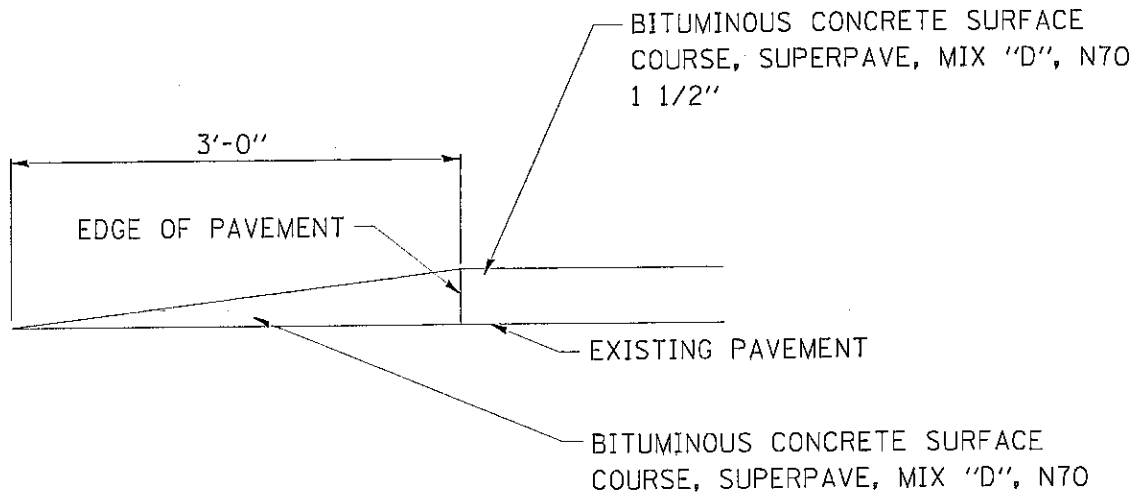 BITUMINOUS CONCRETE SURFACE
COURSE, SUPERPAVE, MIX "D", N70
1 1/2"
3'-0"
EDGE OF PAVEMENT
EXISTING PAVEMENT
BITUMINOUS CONCRETE SURFACE
COURSE, SUPERPAVE, MIX "D", N70